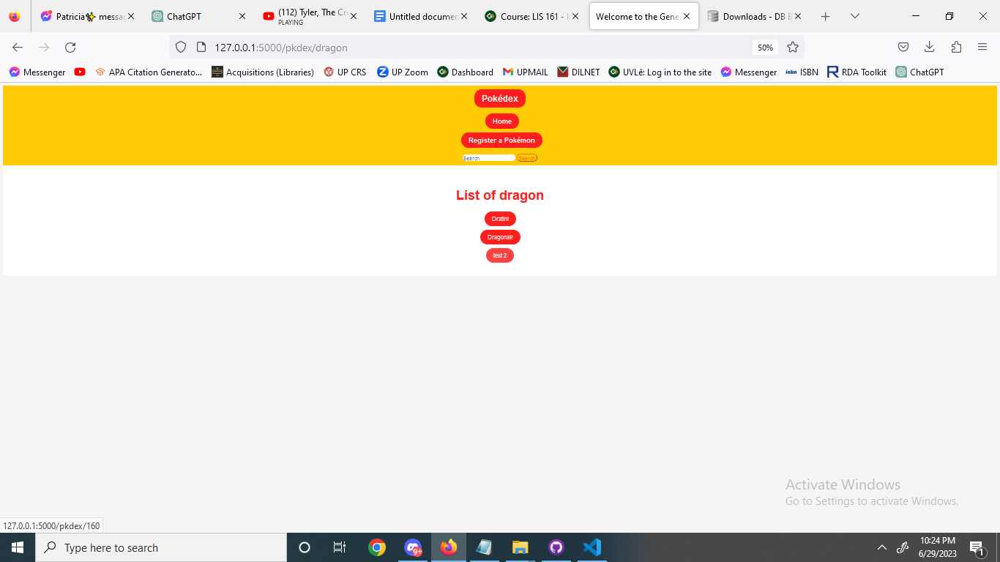 Patricia messag
ChatGPT
(112) Tyler, The Cre
PLAYING
Untitled documen
Course: LIS 161 - I
Welcome to the Gene
Downloads - DB B
127.0.0.1:5000/pkdex/dragon
50%
Messenger
APA Citation Generato...
Acquisitions (Libraries)
UP CRS
UP Zoom
Dashboard
UPMAIL
DILNET
UVLê: Log in to the site
Messenger
isbn ISBN
RDA Toolkit
ChatGPT
Pokédex
Home
Register a Pokémon
Search Search
List of dragon
Dratini
Dragonair
test 2
Activate Windows
Go to Settings to activate Windows.
127.0.0.1:5000/pkdex/160
Type here to search
9+
10:24 PM
6/29/2023
1